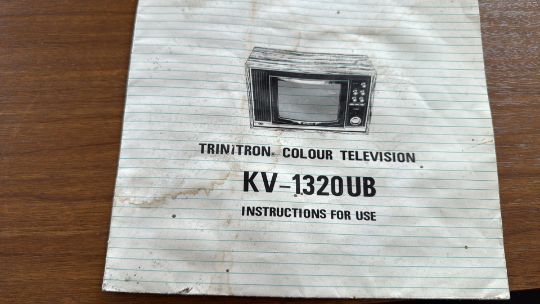 TRINITRON COLOUR TELEVISION
KV-1320UB
INSTRUCTIONS FOR USE